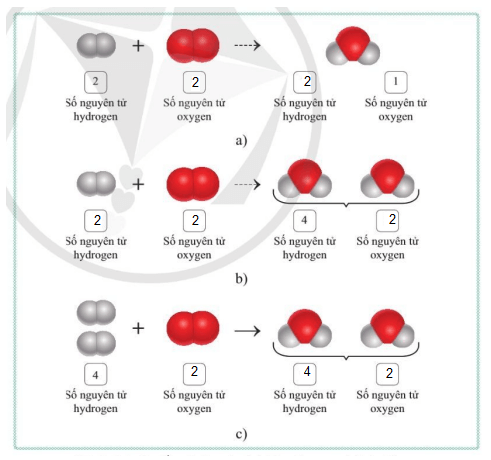 +
2 2 2 1
Số nguyên tử Số nguyên tử Số nguyên tử Số nguyên tử
hydrogen oxygen hydrogen oxygen
a)
+
2 2 4 2
Số nguyên tử Số nguyên tử Số nguyên tử Số nguyên tử
hydrogen oxygen hydrogen oxygen
b)
+
4 2 4 2
Số nguyên tử Số nguyên tử Số nguyên tử Số nguyên tử
hydrogen oxygen hydrogen oxygen
c)